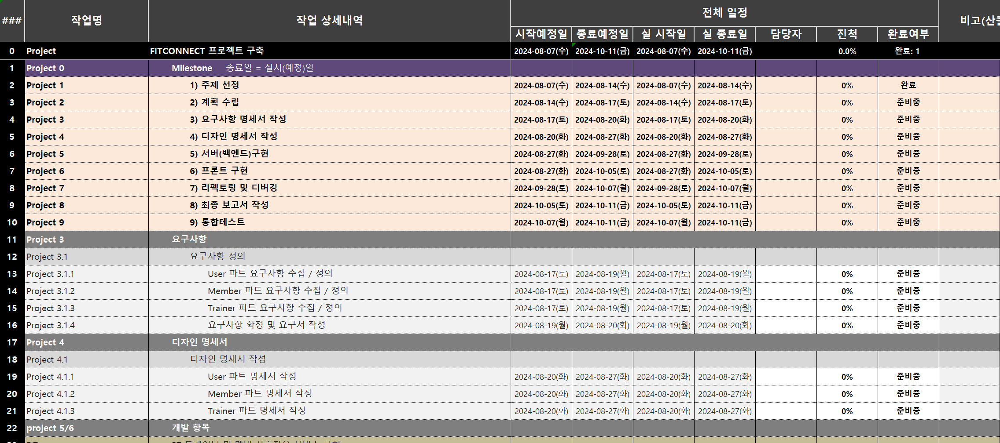 전체 일정
### 작업명 작업 상세내역 비고(산출
시작예정일 종료예정일 실 시작일 실 종료일 담당자 진척 완료여부
0 Project FITCONNECT 프로젝트 구축 2024-08-07(수) 2024-10-11(금) 2024-08-07(수) 2024-10-11(금) 0.0% 완료: 1
1 Project 0 Milestone 종료일 = 실시(예정)일
2 Project 1 1) 주제 선정 2024-08-07(수) 2024-08-14(수) 2024-08-07(수) 2024-08-14(수) 0% 완료
3 Project 2 2) 계획 수립 2024-08-14(수) 2024-08-17(토) 2024-08-14(수) 2024-08-17(토) 0% 준비중
4 Project 3 3) 요구사항 명세서 작성 2024-08-17(토) 2024-08-20(화) 2024-08-17(토) 2024-08-20(화) 0% 준비중
5 Project 4 4) 디자인 명세서 작성 2024-08-20(화) 2024-08-27(화) 2024-08-20(화) 2024-08-27(화) 0% 준비중
6 Project 5 5) 서버(백엔드)구현 2024-08-27(화) 2024-09-28(토) 2024-08-27(화) 2024-09-28(토) 0% 준비중
7 Project 6 6) 프론트 구현 2024-08-27(화) 2024-10-05(토) 2024-08-27(화) 2024-10-05(토) 0% 준비중
8 Project 7 7) 리펙토링 및 디버깅 2024-09-28(토) 2024-10-07(월) 2024-09-28(토) 2024-10-07(월) 0% 준비중
9 Project 8 8) 최종 보고서 작성 2024-10-05(토) 2024-10-11(금) 2024-10-05(토) 2024-10-11(금) 0% 준비중
10 Project 9 9) 통합테스트 2024-10-07(월) 2024-10-11(금) 2024-10-07(월) 2024-10-11(금) 0% 준비중
11 Project 3 요구사항
12 Project 3.1 요구사항 정의
13 Project 3.1.1 User 파트 요구사항 수집 / 정의 2024-08-17(토) 2024-08-19(월) 2024-08-17(토) 2024-08-19(월) 0% 준비중
14 Project 3.1.2 Member 파트 요구사항 수집 / 정의 2024-08-17(토) 2024-08-19(월) 2024-08-17(토) 2024-08-19(월) 0% 준비중
15 Project 3.1.3 Trainer 파트 요구사항 수집 / 정의 2024-08-17(토) 2024-08-19(월) 2024-08-17(토) 2024-08-19(월) 0% 준비중
16 Project 3.1.4 요구사항 확정 및 요구서 작성 2024-08-19(월) 2024-08-20(화) 2024-08-19(월) 2024-08-20(화) 0% 준비중
17 Project 4 디자인 명세서
18 Project 4.1 디자인 명세서 작성
19 Project 4.1.1 User 파트 명세서 작성 2024-08-20(화) 2024-08-27(화) 2024-08-20(화) 2024-08-27(화) 0% 준비중
20 Project 4.1.2 Member 파트 명세서 작성 2024-08-20(화) 2024-08-27(화) 2024-08-20(화) 2024-08-27(화) 0% 준비중
21 Project 4.1.3 Trainer 파트 명세서 작성 2024-08-20(화) 2024-08-27(화) 2024-08-20(화) 2024-08-27(화) 0% 준비중
22 project 5/6 개발 항목